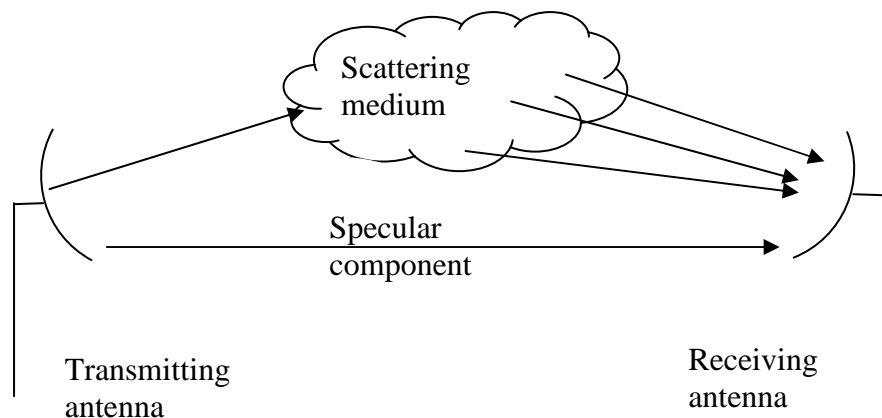 Scattering
medium
Specular
component
Transmitting
antenna
Receiving
antenna